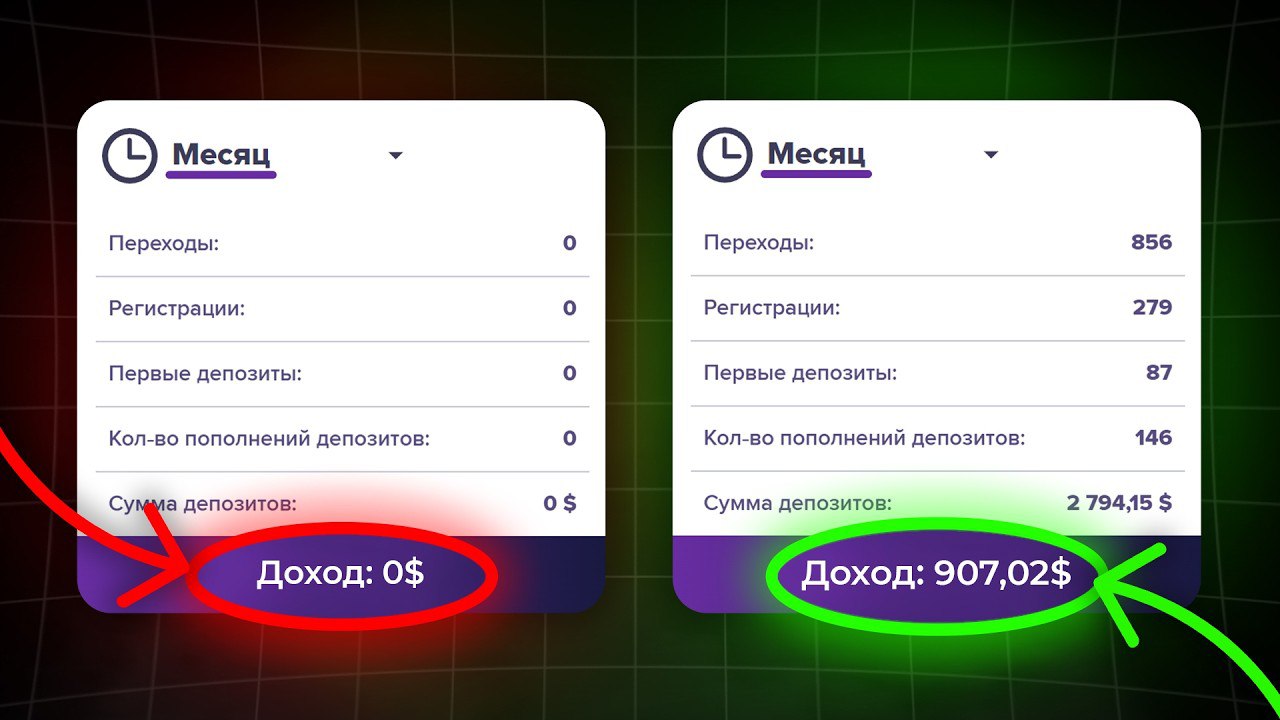 Месяц
Переходы: 0
Регистрации: 0
Первые депозиты: 0
Кол-во пополнений депозитов: 0
Сумма депозитов: 0 $
Доход: 0$
Месяц
Переходы: 856
Регистрации: 279
Первые депозиты: 87
Кол-во пополнений депозитов: 146
Сумма депозитов: 2 794,15 $
Доход: 907,02$